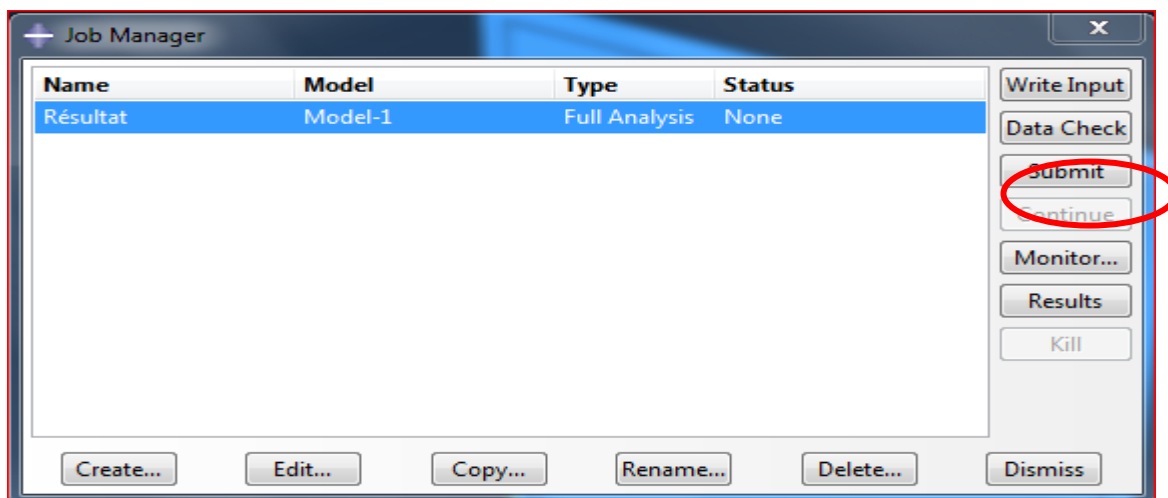 Job Manager
Name Model Type Status
Résultat Model-1 Full Analysis None
Write Input
Data Check
Submit
Continue
Monitor...
Results
Kill
Create... Edit... Copy... Rename... Delete... Dismiss